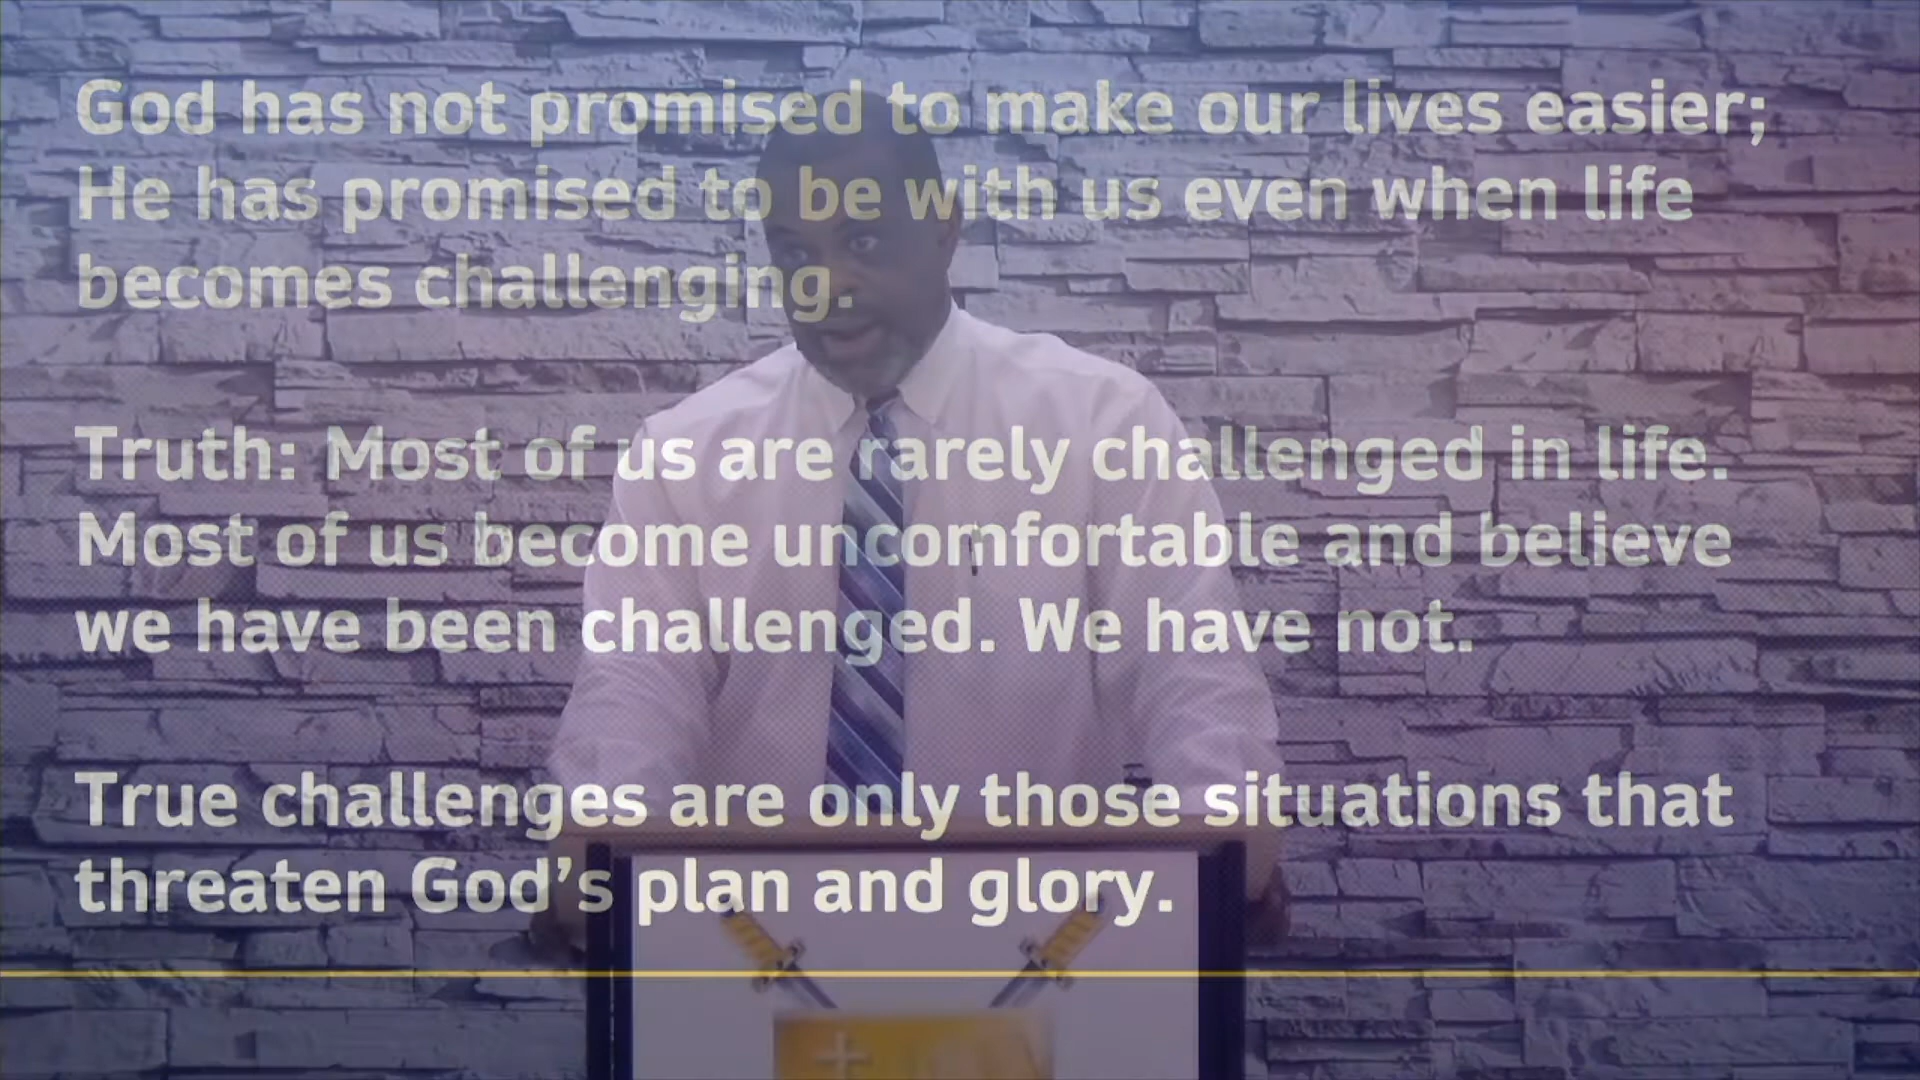 God has not promised to make our lives easier;
He has promised to be with us even when life
becomes challenging.
Truth: Most of us are rarely challenged in life.
Most of us become uncomfortable and believe
we have been challenged. We have not.
True challenges are only those situations that
threaten God's plan and glory.